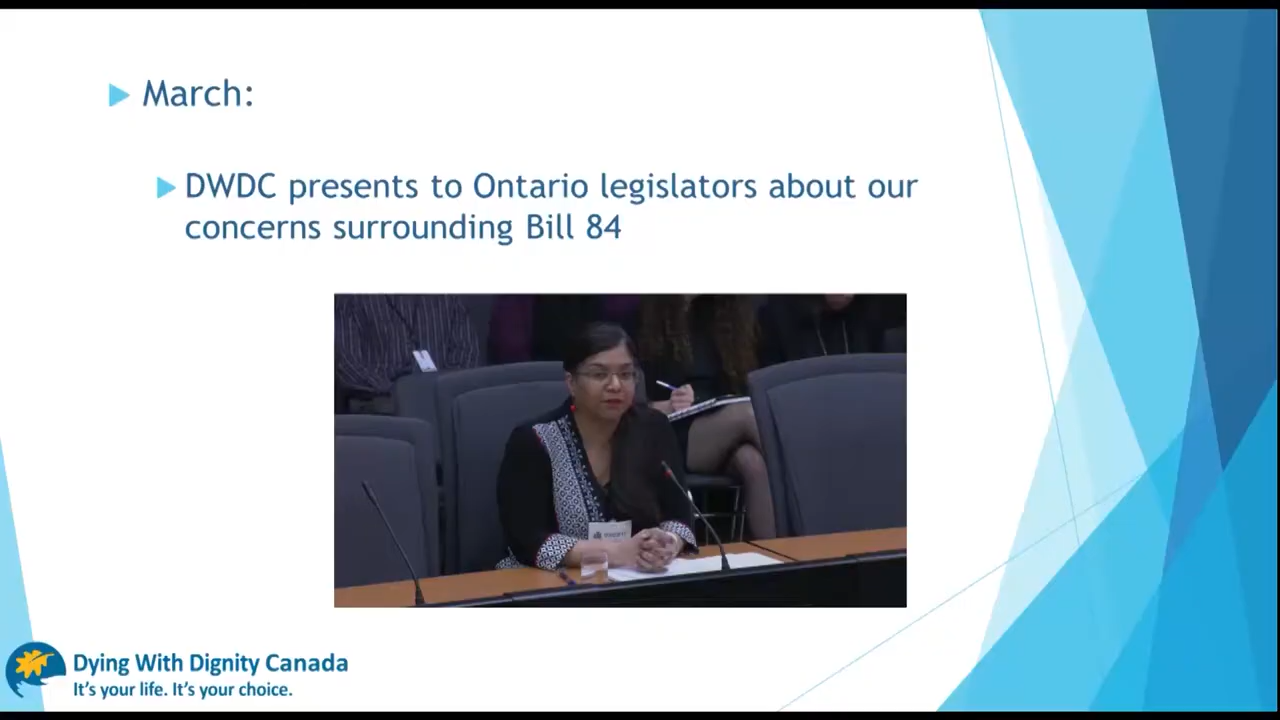 March:
DWDC presents to Ontario legislators about our
concerns surrounding Bill 84
Dying With Dignity Canada
It's your life. It's your choice.